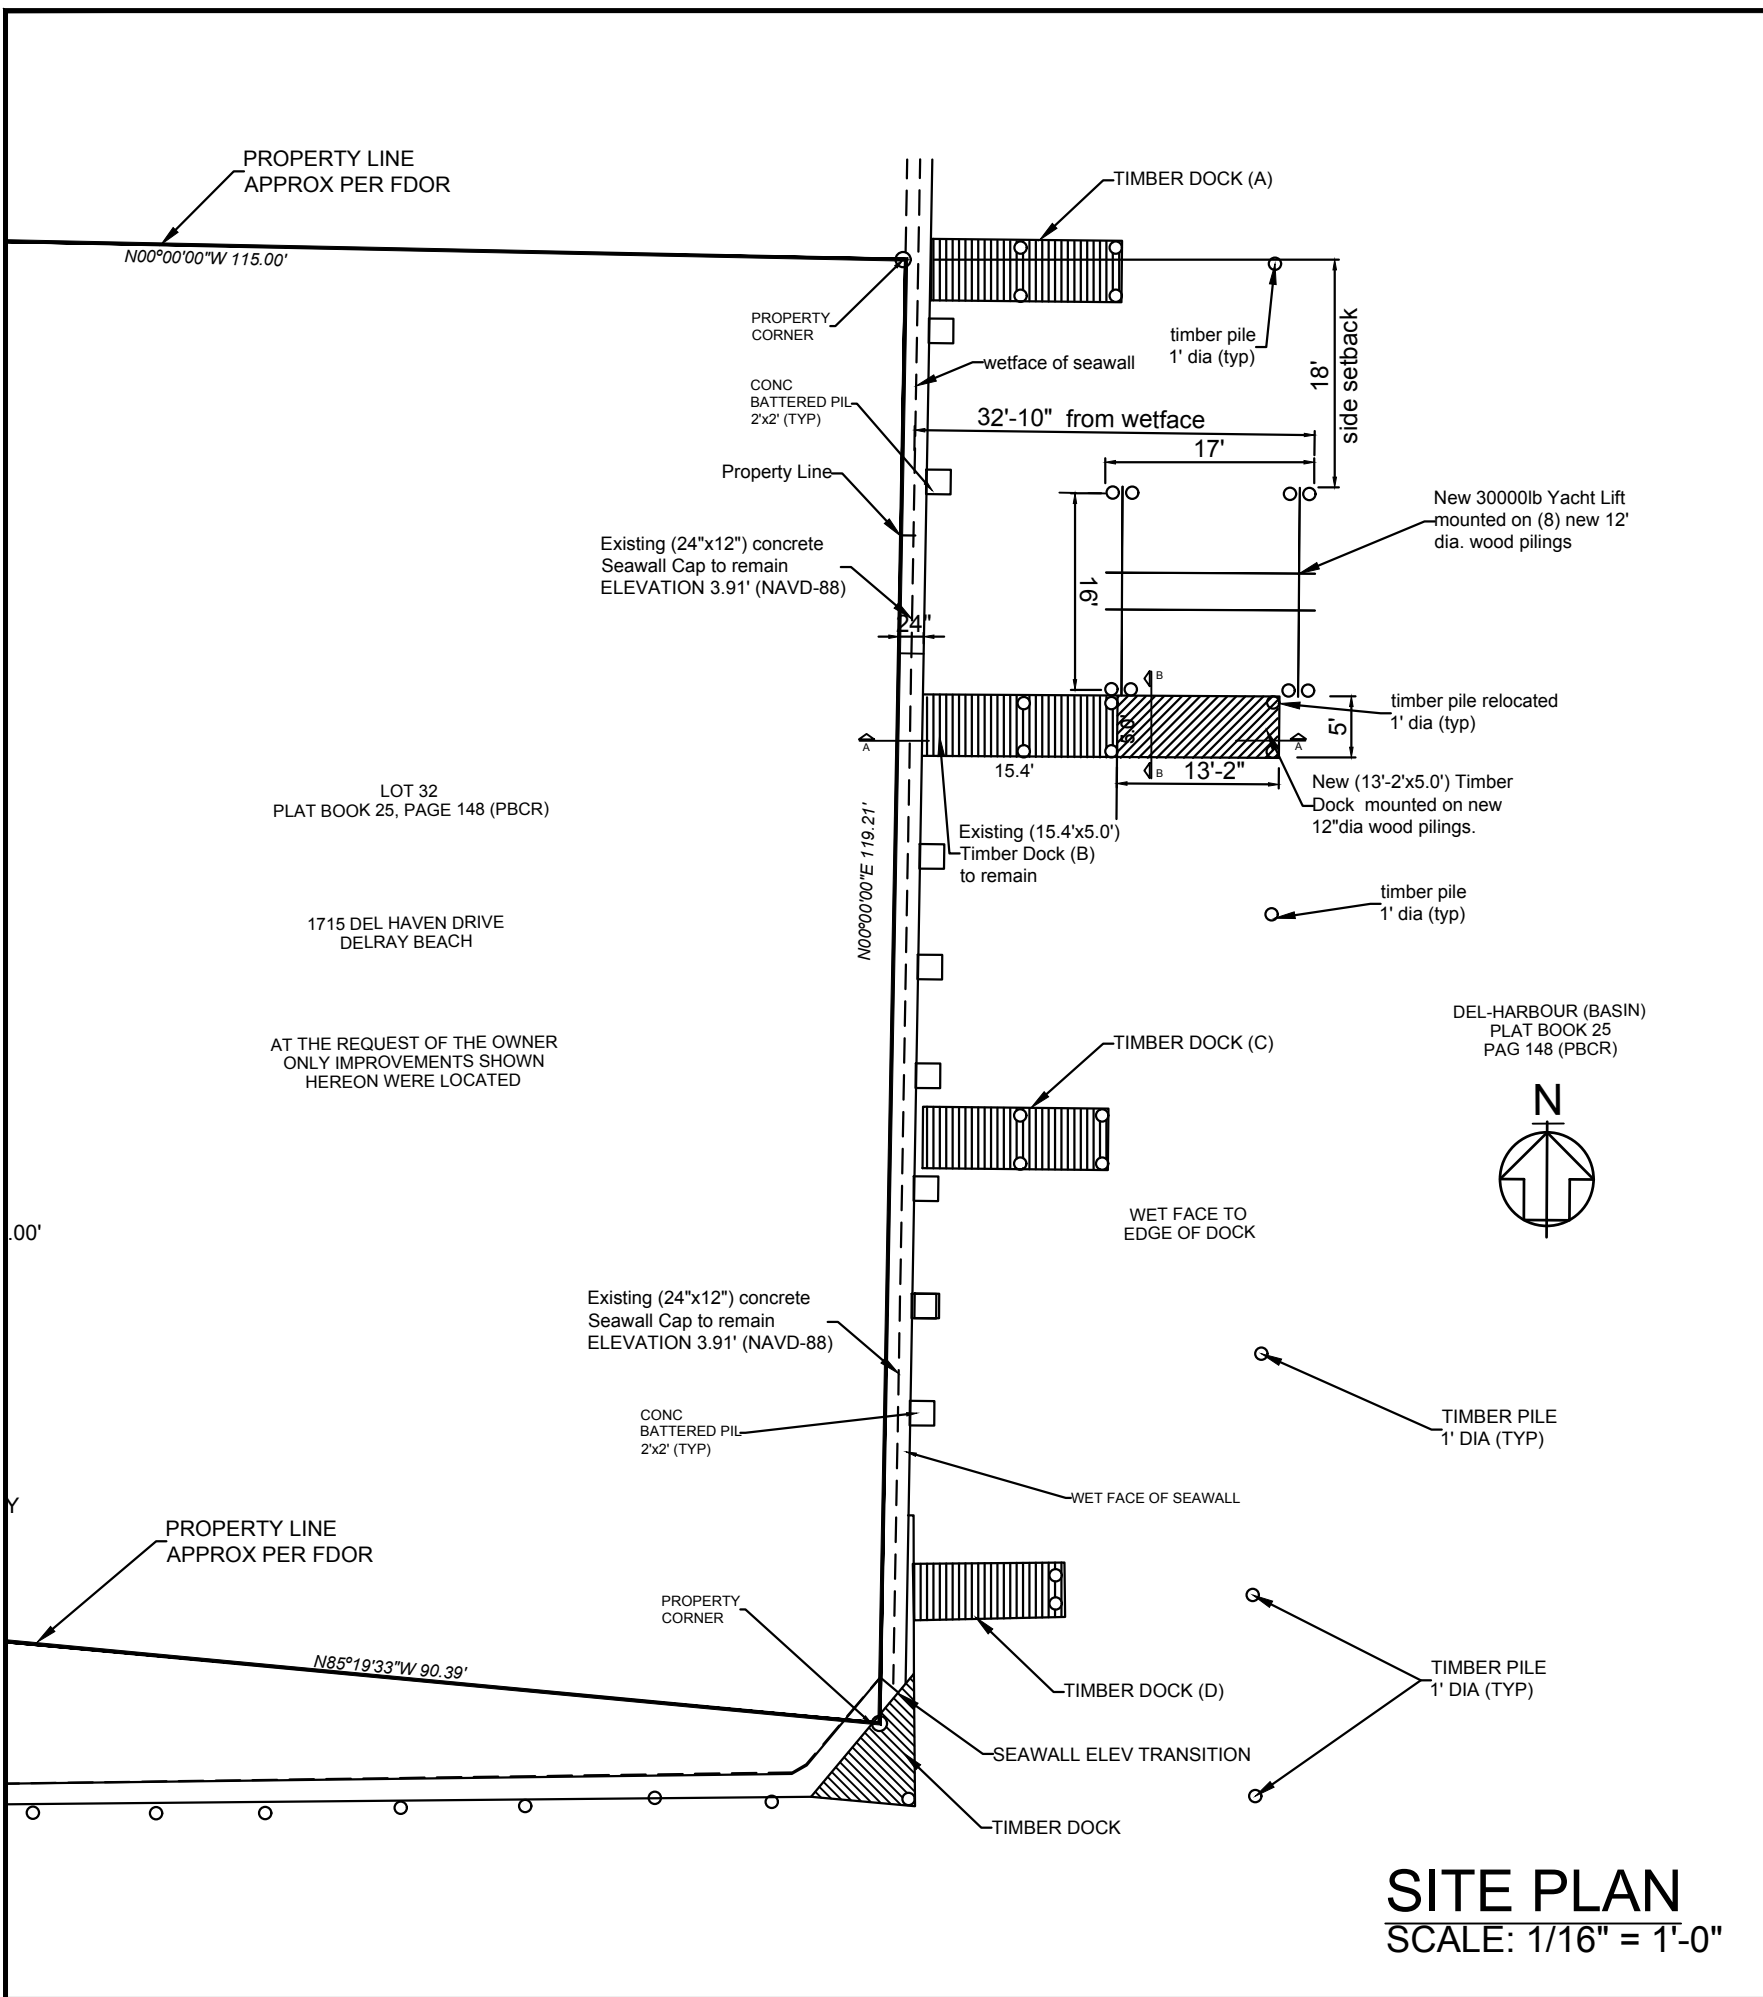 PROPERTY LINE
APPROX PER FDOR
N00°00'00"W 115.00'
TIMBER DOCK (A)
PROPERTY
CORNER
timber pile
1' dia (typ)
18'
side setback
wetface of seawall
CONC
BATTERED PIL
2'x2' (TYP)
32'-10" from wetface
17'
Property Line
New 30000lb Yacht Lift
mounted on (8) new 12'
dia. wood pilings
Existing (24"x12") concrete
Seawall Cap to remain
ELEVATION 3.91' (NAVD-88)
24"
16'
B
timber pile relocated
1' dia (typ)
5'
5.0'
A
A
15.4'
B
13'-2"
New (13'-2'x5.0') Timber
Dock mounted on new
12"dia wood pilings.
LOT 32
PLAT BOOK 25, PAGE 148 (PBCR)
N00°00'00"E 119.21'
Existing (15.4'x5.0')
Timber Dock (B)
to remain
timber pile
1' dia (typ)
1715 DEL HAVEN DRIVE
DELRAY BEACH
DEL-HARBOUR (BASIN)
PLAT BOOK 25
PAG 148 (PBCR)
AT THE REQUEST OF THE OWNER
ONLY IMPROVEMENTS SHOWN
HEREON WERE LOCATED
TIMBER DOCK (C)
N
WET FACE TO
EDGE OF DOCK
.00'
Existing (24"x12") concrete
Seawall Cap to remain
ELEVATION 3.91' (NAVD-88)
CONC
BATTERED PIL
2'x2' (TYP)
TIMBER PILE
1' DIA (TYP)
WET FACE OF SEAWALL
Y
PROPERTY LINE
APPROX PER FDOR
PROPERTY
CORNER
N85°19'33"W 90.39'
TIMBER DOCK (D)
TIMBER PILE
1' DIA (TYP)
SEAWALL ELEV TRANSITION
TIMBER DOCK
SITE PLAN
SCALE: 1/16" = 1'-0"